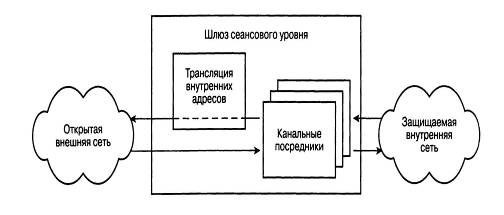 Шлюз сеансового уровня
Трансляция
внутренних
адресов
Открытая
внешняя сеть
Канальные
посредники
Защищаемая
внутренняя
сеть